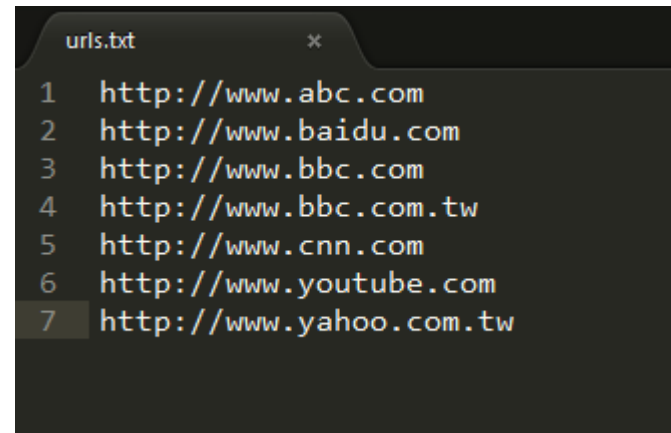 urls.txt ×
1 http://www.abc.com
2 http://www.baidu.com
3 http://www.bbc.com
4 http://www.bbc.com.tw
5 http://www.cnn.com
6 http://www.youtube.com
7 http://www.yahoo.com.tw